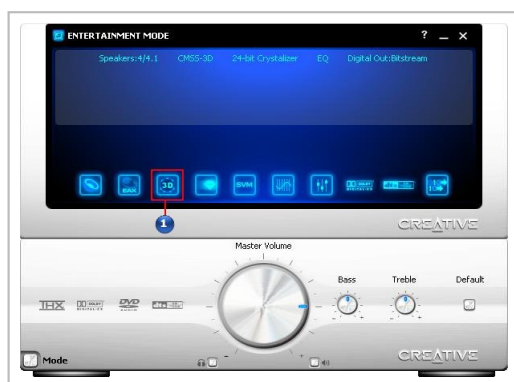 ENTERTAINMENT MODE ? _ X
Speakers:4/4.1 CMSS-3D 24-bit Crystalizer EQ Digital Out:Bitstream
EAX 3D SVM
1
CREATIVE
Master Volume
Bass Treble Default
THX DVD AUDIO
- +
Mode
CREATIVE